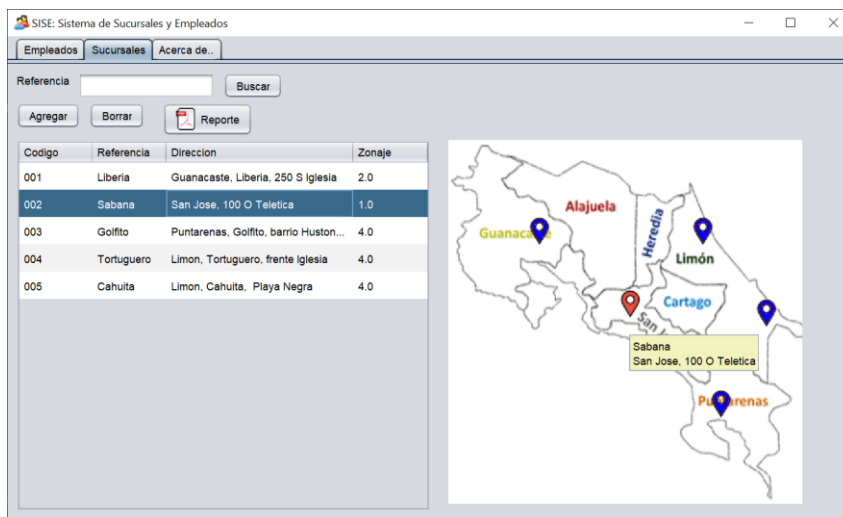 SISE: Sistema de Sucursales y Empleados
Empleados Sucursales Acerca de..
Referencia Buscar
Agregar Borrar Reporte
Codigo Referencia Direccion Zonaje
001 Liberia Guanacaste, Liberia, 250 S Iglesia 2.0
002 Sabana San Jose, 100 O Teletica 1.0
003 Golfito Puntarenas, Golfito, barrio Huston... 4.0
004 Tortuguero Limon, Tortuguero, frente Iglesia 4.0
005 Cahuita Limon, Cahuita, Playa Negra 4.0
Alajuela
Heredia
Limón
Cartago
Sabana
San Jose, 100 O Teletica